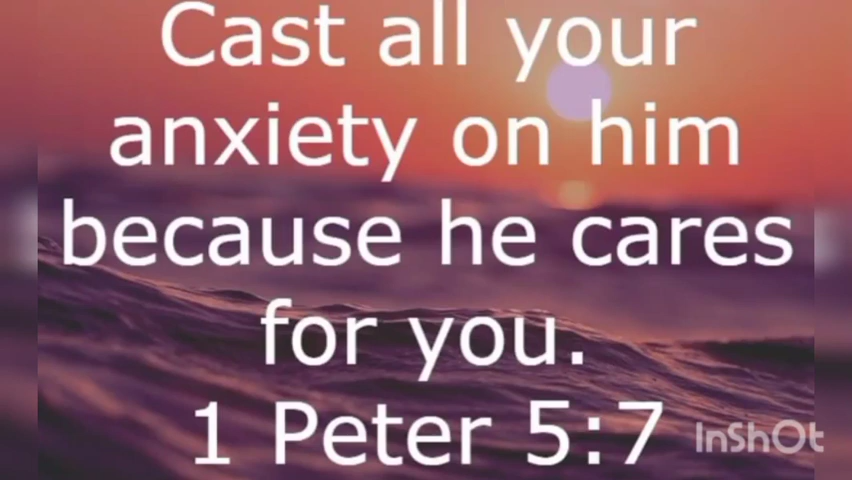 Cast all your
anxiety on him
because he cares
for you.
1 Peter 5:7
InShOt